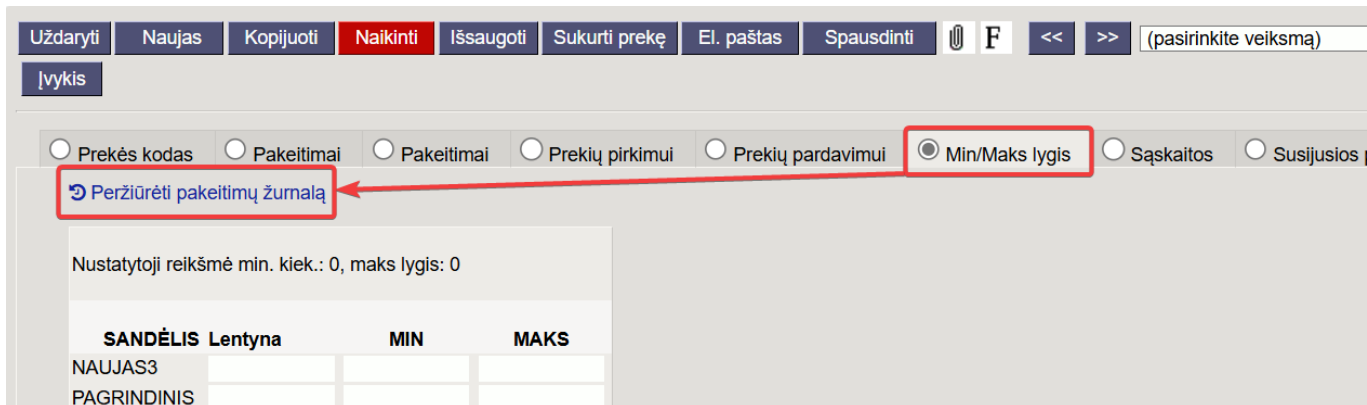 Uždaryti Naujas Kopijuoti Naikinti Išsaugoti Sukurti prekę El. paštas Spausdinti F << >> (pasirinkite veiksmą)
Įvykis
Prekės kodas Pakeitimai Pakeitimai Prekių pirkimui Prekių pardavimui Min/Maks lygis Sąskaitos Susijusios
Peržiūrėti pakeitimų žurnalą
Nustatytoji reikšmė min. kiek.: 0, maks lygis: 0
SANDĖLIS Lentyna MIN MAKS
NAUJAS3
PAGRINDINIS